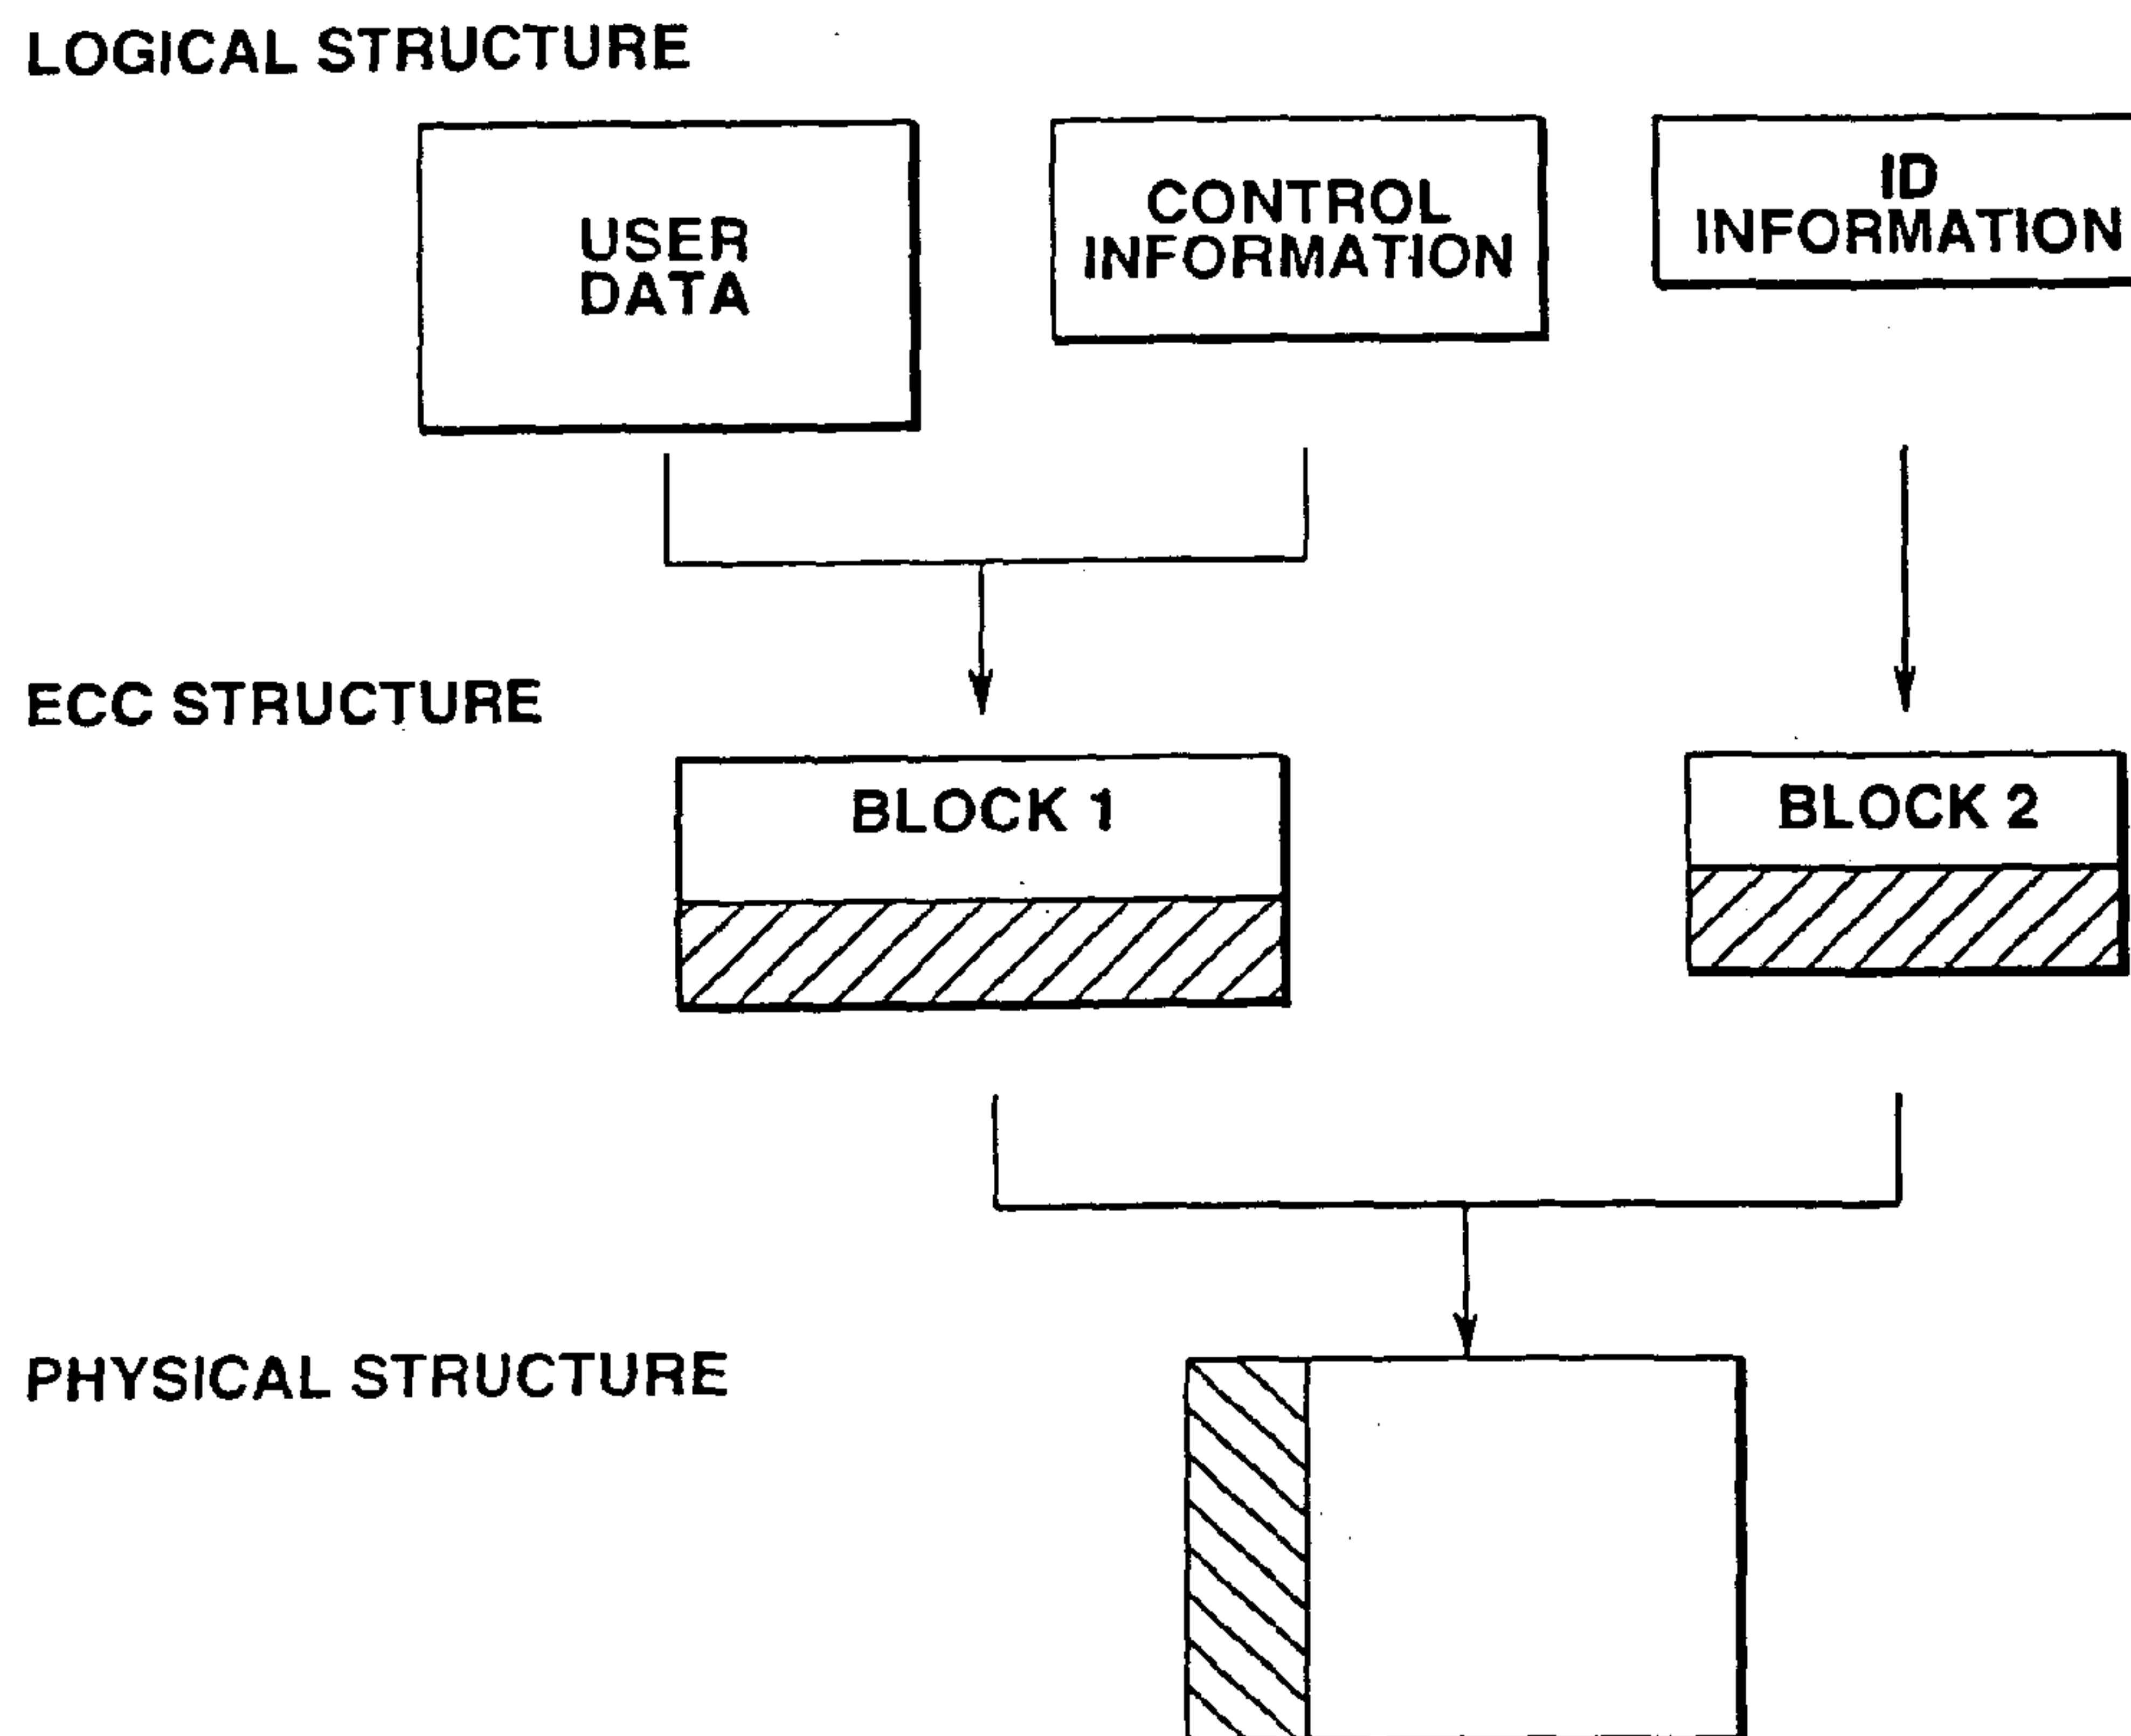 LOGICAL STRUCTURE
USER
DATA
CONTROL
INFORMATION
ID
INFORMATION
ECC STRUCTURE
BLOCK 1
BLOCK 2
PHYSICAL STRUCTURE